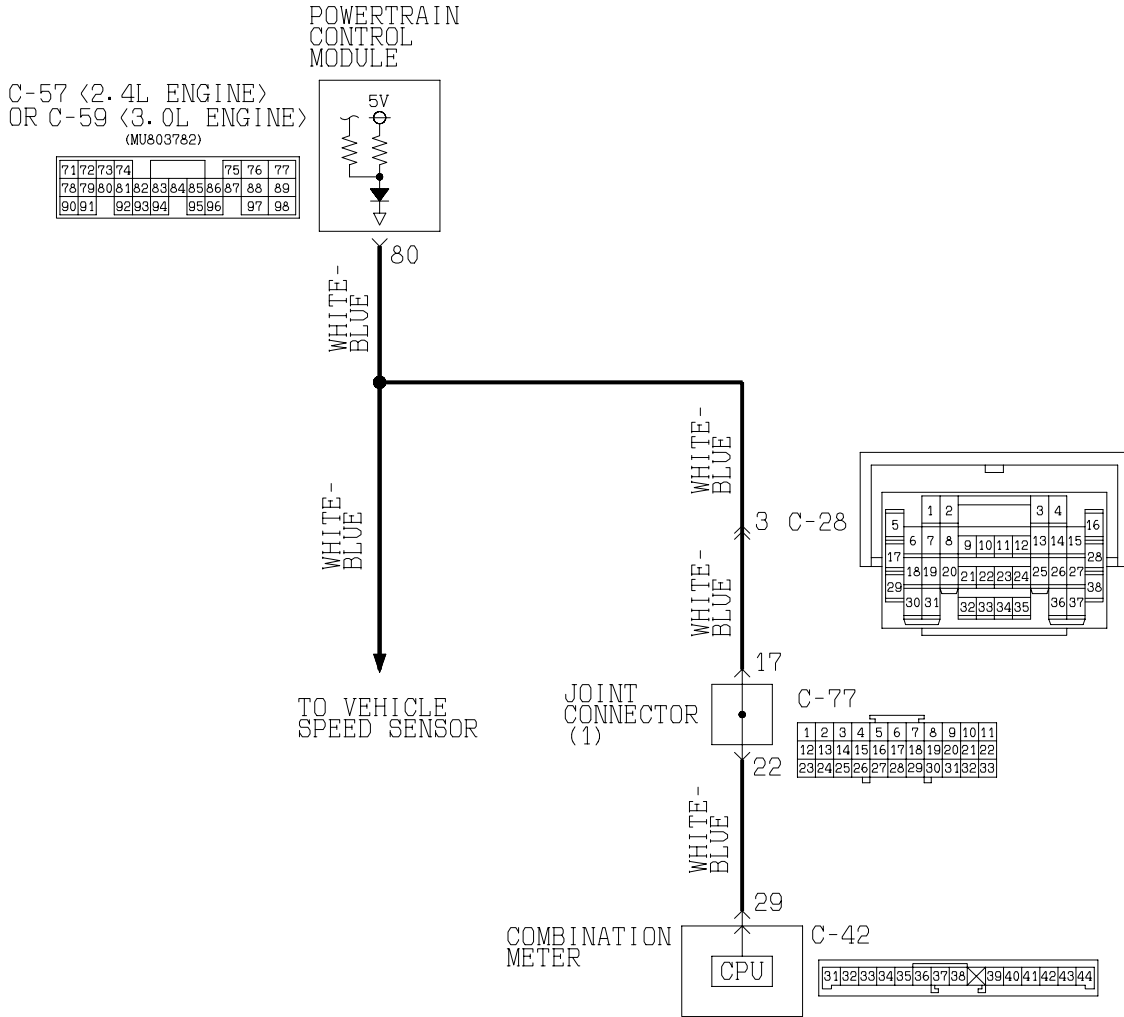 POWERTRAIN
CONTROL
MODULE
C-57 <2.4L ENGINE>
OR C-59 <3.0L ENGINE>
(MU803782)
5V
71 72 73 74 75 76 77
78 79 80 81 82 83 84 85 86 87 88 89
90 91 92 93 94 95 96 97 98
80
WHITE-
BLUE
WHITE-
BLUE
WHITE-
BLUE
3 C-28
1 2 3 4
5 16
6 7 8 9 10 11 12 13 14 15
17 28
18 19 20 21 22 23 24 25 26 27
29 38
30 31 32 33 34 35 36 37
WHITE-
BLUE
17
JOINT
CONNECTOR
(1)
C-77
1 2 3 4 5 6 7 8 9 10 11
12 13 14 15 16 17 18 19 20 21 22
23 24 25 26 27 28 29 30 31 32 33
22
TO VEHICLE
SPEED SENSOR
WHITE-
BLUE
29
COMBINATION
METER
C-42
CPU
31 32 33 34 35 36 37 38 39 40 41 42 43 44